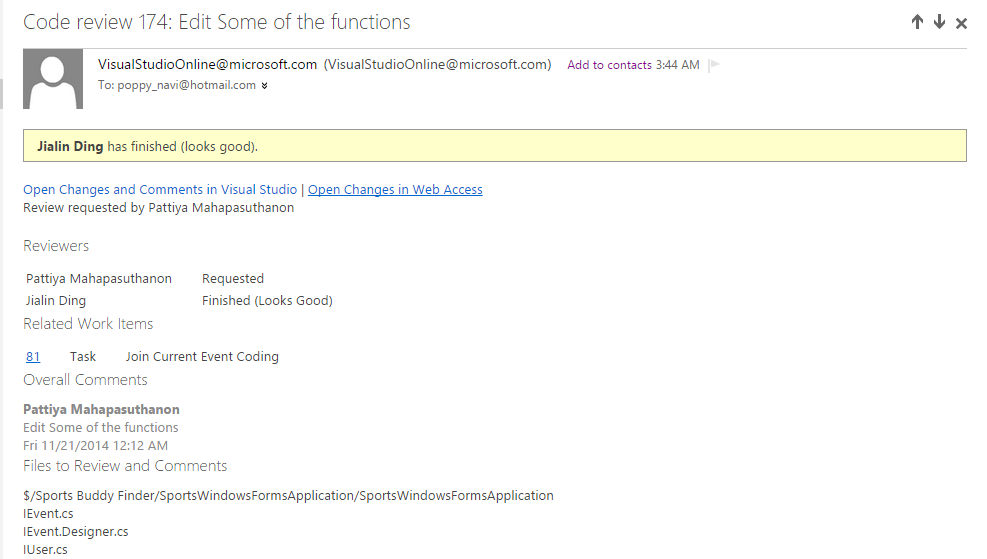 Code review 174: Edit Some of the functions
VisualStudioOnline@microsoft.com (VisualStudioOnline@microsoft.com) Add to contacts 3:44 AM
To: poppy_navi@hotmail.com
Jialin Ding has finished (looks good).
Open Changes and Comments in Visual Studio | Open Changes in Web Access
Review requested by Pattiya Mahapasuthanon
Reviewers
Pattiya Mahapasuthanon Requested
Jialin Ding Finished (Looks Good)
Related Work Items
81 Task Join Current Event Coding
Overall Comments
Pattiya Mahapasuthanon
Edit Some of the functions
Fri 11/21/2014 12:12 AM
Files to Review and Comments
$/Sports Buddy Finder/SportsWindowsFormsApplication/SportsWindowsFormsApplication
IEvent.cs
IEvent.Designer.cs
IUser.cs